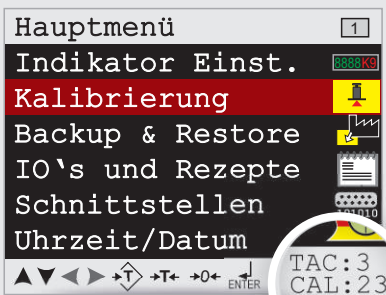 Hauptmenü 1
Indikator Einst. 8888K9
Kalibrierung
Backup & Restore
IO‘s und Rezepte
Schnittstellen 101010
Uhrzeit/Datum
→T← →0← ENTER
TAC:3
CAL:23